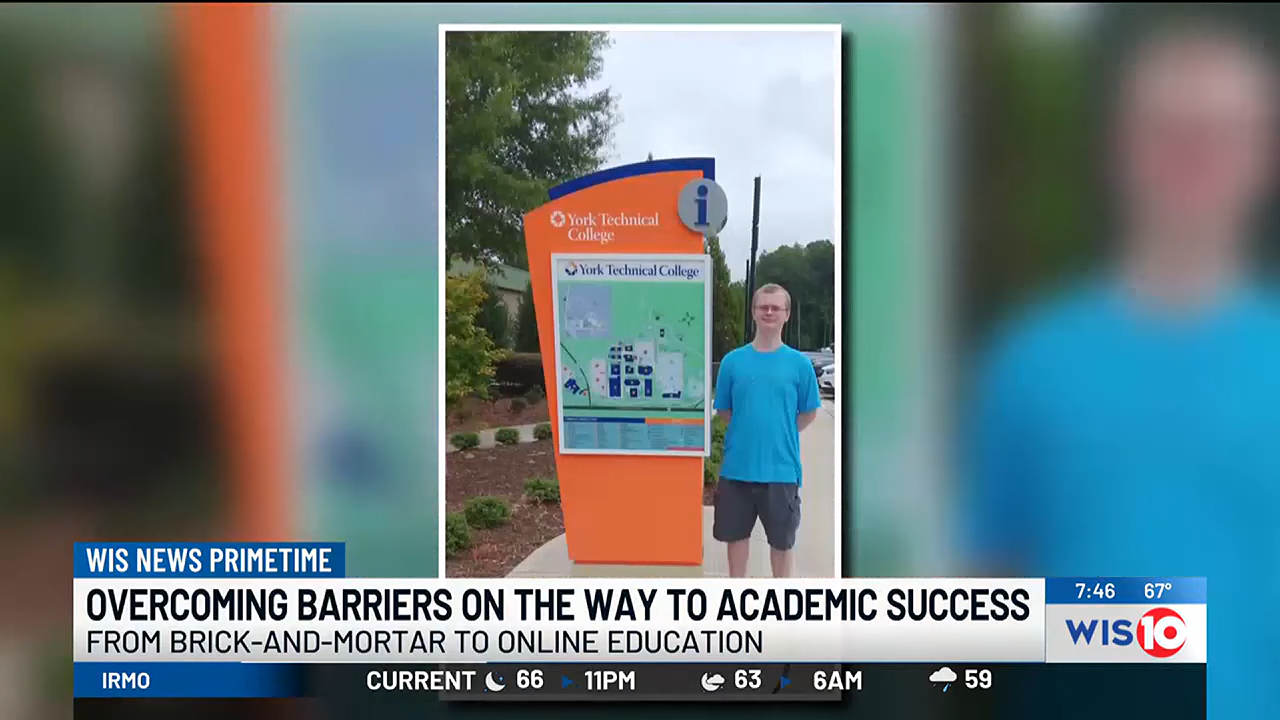 York Technical
College
i
York Technical College
WIS NEWS PRIMETIME
OVERCOMING BARRIERS ON THE WAY TO ACADEMIC SUCCESS
FROM BRICK-AND-MORTAR TO ONLINE EDUCATION
7:46 67°
WIS10
IRMO CURRENT 66 11PM 63 6AM 59